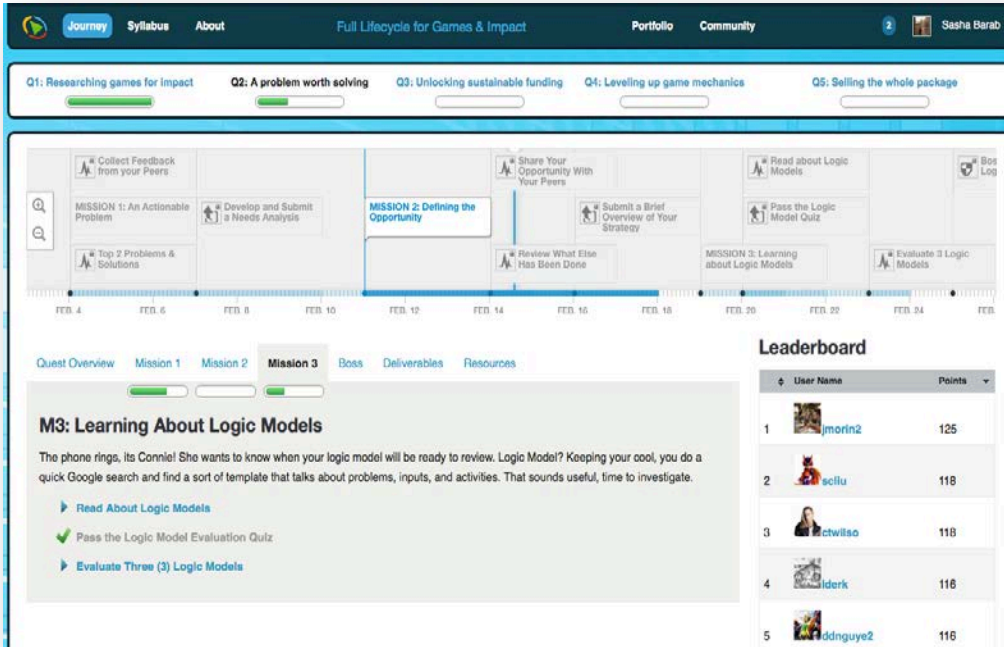 Journey Syllabus About Full Lifecycle for Games & Impact Portfolio Community 2 Sasha Barab
Q1: Researching games for impact Q2: A problem worth solving Q3: Unlocking sustainable funding Q4: Leveling up game mechanics Q5: Selling the whole package
Collect Feedback
from your Peers
Share Your
Opportunity With
Your Peers
Read about Logic
Models
Bos
Log
MISSION 1: An Actionable
Problem
Develop and Submit
a Needs Analysis
MISSION 2: Defining the
Opportunity
Submit a Brief
Overview of Your
Strategy
Pass the Logic
Model Quiz
Top 2 Problems &
Solutions
Review What Else
Has Been Done
MISSION 3: Learning
about Logic Models
Evaluate 3 Logic
Models
FEB. 4 FEB. 6 FEB. 8 FEB. 10 FEB. 12 FEB. 14 FEB. 16 FEB. 18 FEB. 20 FEB. 22 FEB. 24 FEB.
Quest Overview Mission 1 Mission 2 Mission 3 Boss Deliverables Resources
M3: Learning About Logic Models
The phone rings, its Connie! She wants to know when your logic model will be ready to review. Logic Model? Keeping your cool, you do a
quick Google search and find a sort of template that talks about problems, inputs, and activities. That sounds useful, time to investigate.
Read About Logic Models
Pass the Logic Model Evaluation Quiz
Evaluate Three (3) Logic Models
Leaderboard
User Name Points
1 jmorin2 125
2 scliu 118
3 ctwilso 118
4 lderk 116
5 ddnguye2 116